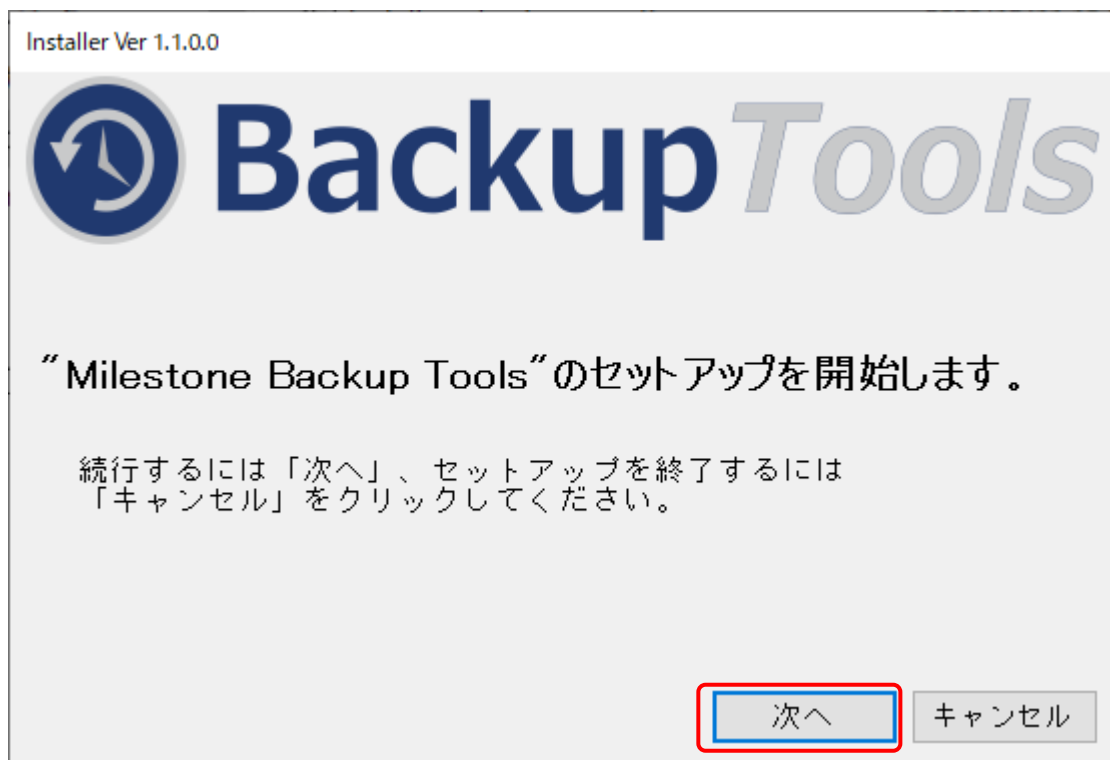 Installer Ver 1.1.0.0
BackupTools
"Milestone Backup Tools"のセットアップを開始します。
続行するには「次へ」、セットアップを終了するには
「キャンセル」をクリックしてください。
次へ
キャンセル